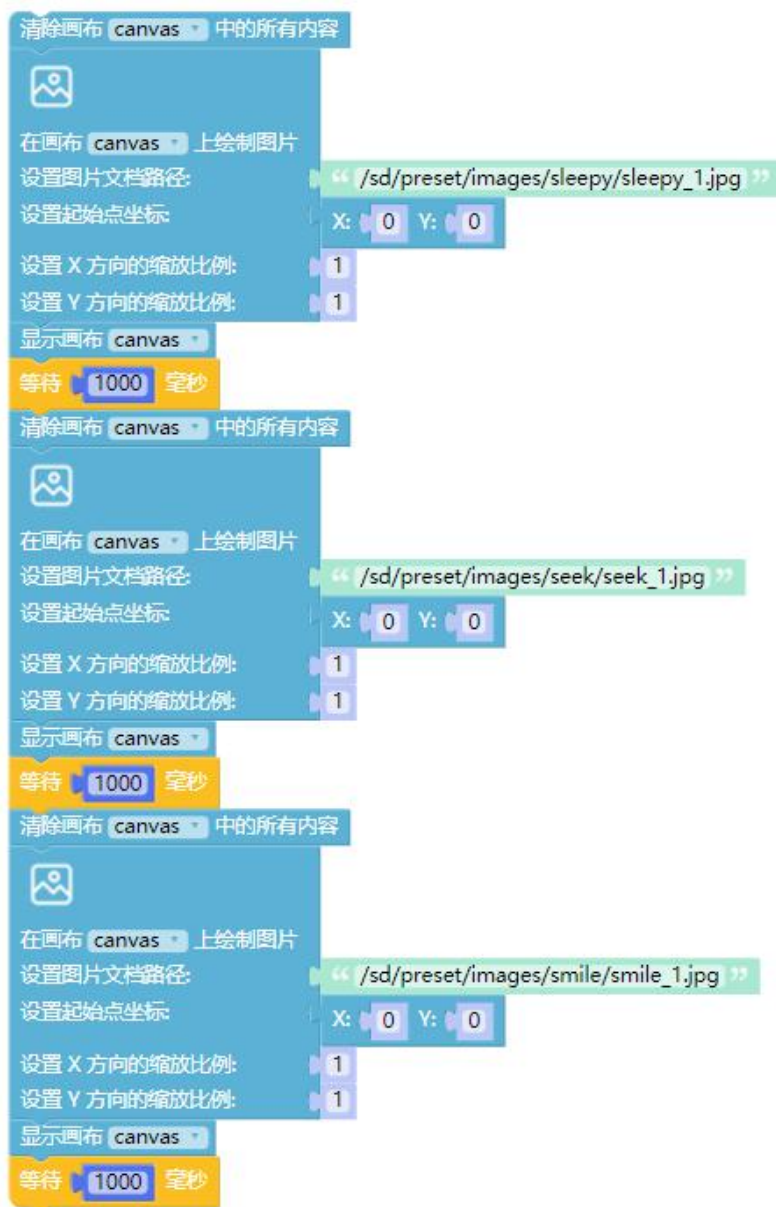 清除画布 canvas 中的所有内容
在画布 canvas 上绘制图片
设置图片文档路径: “ /sd/preset/images/sleepy/sleepy_1.jpg ”
设置起始点坐标: X: 0 Y: 0
设置 X 方向的缩放比例: 1
设置 Y 方向的缩放比例: 1
显示画布 canvas
等待 1000 毫秒
清除画布 canvas 中的所有内容
在画布 canvas 上绘制图片
设置图片文档路径: “ /sd/preset/images/seek/seek_1.jpg ”
设置起始点坐标: X: 0 Y: 0
设置 X 方向的缩放比例: 1
设置 Y 方向的缩放比例: 1
显示画布 canvas
等待 1000 毫秒
清除画布 canvas 中的所有内容
在画布 canvas 上绘制图片
设置图片文档路径: “ /sd/preset/images/smile/smile_1.jpg ”
设置起始点坐标: X: 0 Y: 0
设置 X 方向的缩放比例: 1
设置 Y 方向的缩放比例: 1
显示画布 canvas
等待 1000 毫秒